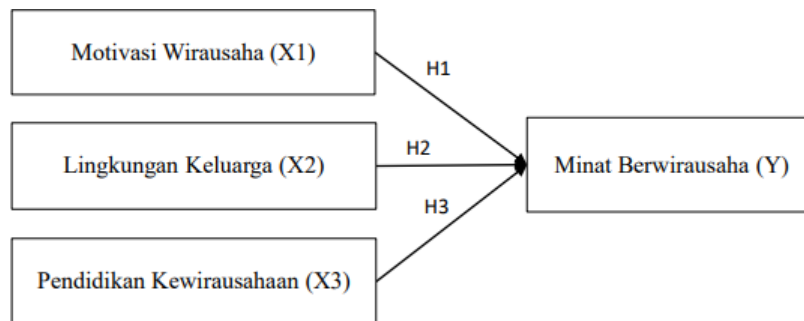 Motivasi Wirausaha (X1)
H1
Lingkungan Keluarga (X2)
H2
Minat Berwirausaha (Y)
H3
Pendidikan Kewirausahaan (X3)